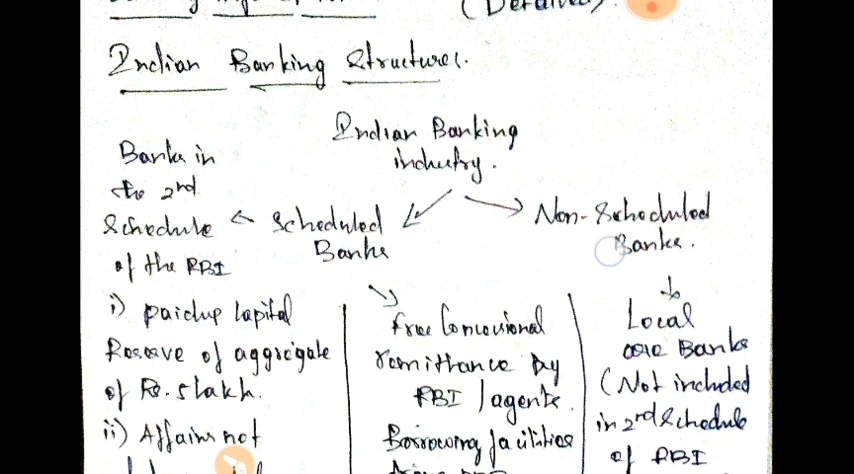 (Detailed).
Indian Banking Structure.
Indian Banking
industry.
Banks in
the 2nd
Schedule
of the RBI
← Scheduled
Banks
Non-Scheduled
Banks.
i) Paidup Capital
Reserve of aggregate
of Rs. 5 lakh.
ii) Affairs not
Free Concessional
remittance by
RBI / agents.
Borrowing facilities
Local
Banks
(Not included
in 2nd Schedule
of RBI